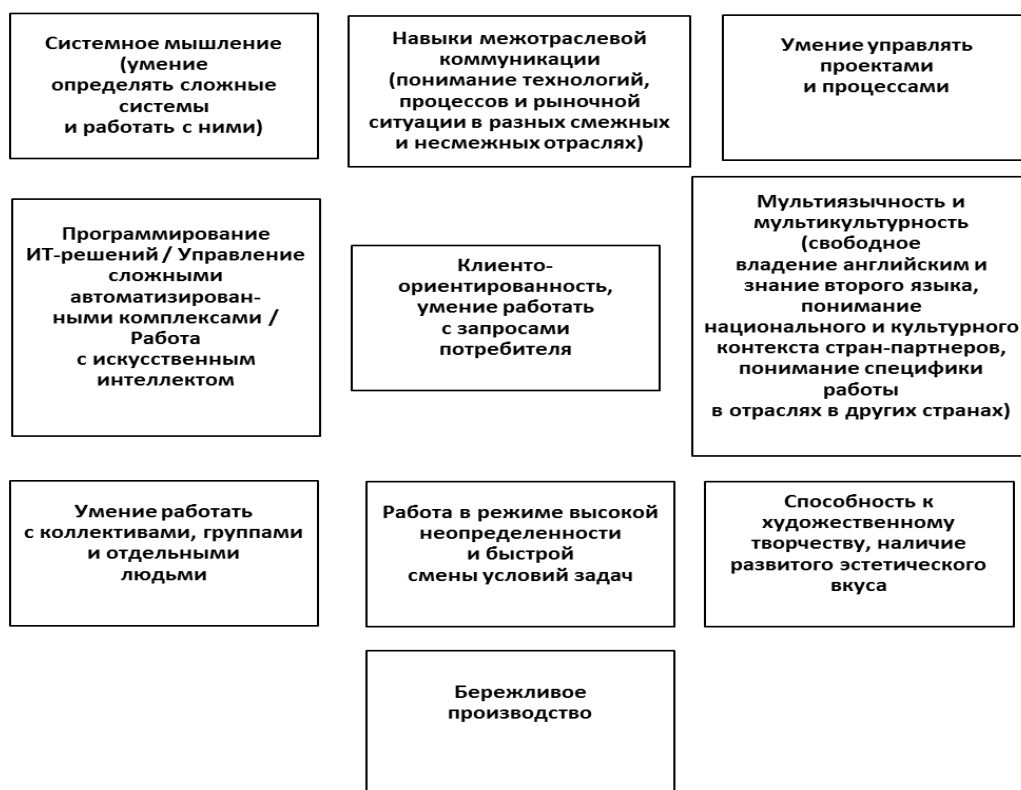 Системное мышление
(умение
определять сложные
системы
и работать с ними)
Навыки межотраслевой
коммуникации
(понимание технологий,
процессов и рыночной
ситуации в разных смежных
и несмежных отраслях)
Умение управлять
проектами
и процессами
Программирование
ИТ-решений / Управление
сложными
автоматизирован-
ными комплексами /
Работа
с искусственным
интеллектом
Клиенто-
ориентированность,
умение работать
с запросами
потребителя
Мультиязычность и
мультикультурность
(свободное
владение английским и
знание второго языка,
понимание
национального и культурного
контекста стран-партнеров,
понимание специфики
работы
в отраслях в других странах)
Умение работать
с коллективами, группами
и отдельными
людьми
Работа в режиме высокой
неопределенности
и быстрой
смены условий задач
Способность к
художественному
творчеству, наличие
развитого эстетического
вкуса
Бережливое
производство